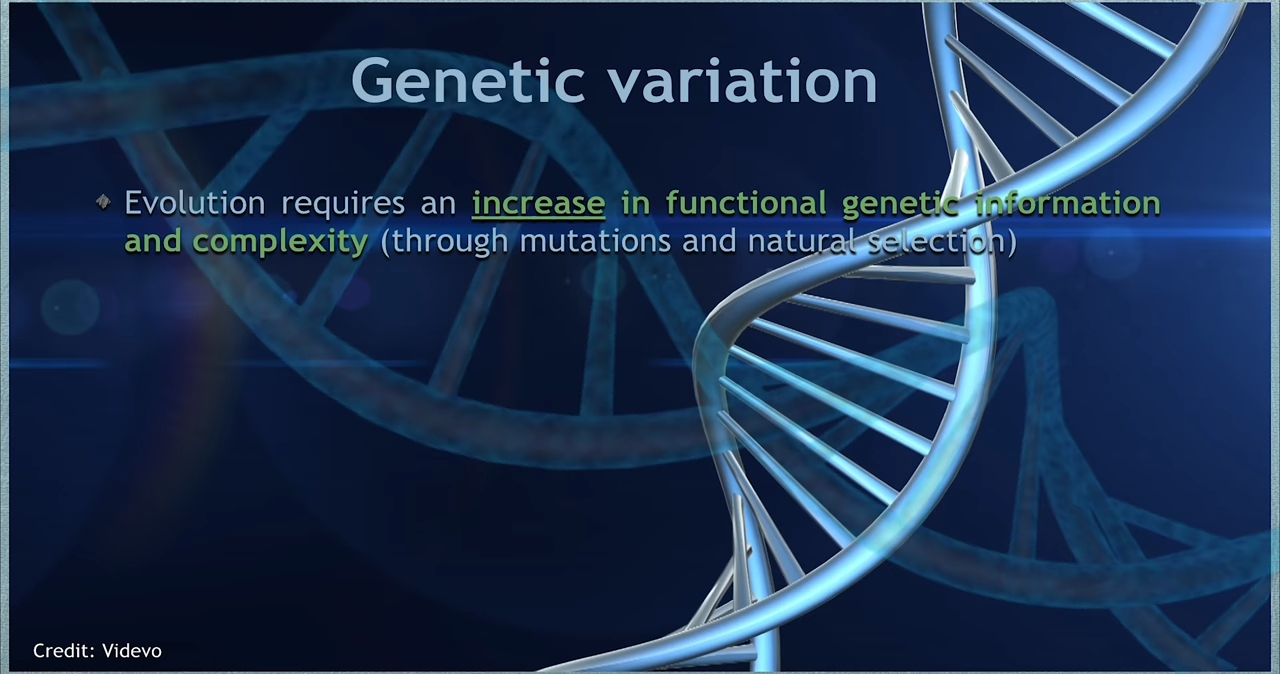 Genetic variation
Evolution requires an increase in functional genetic information
and complexity (through mutations and natural selection)
Credit: Videvo